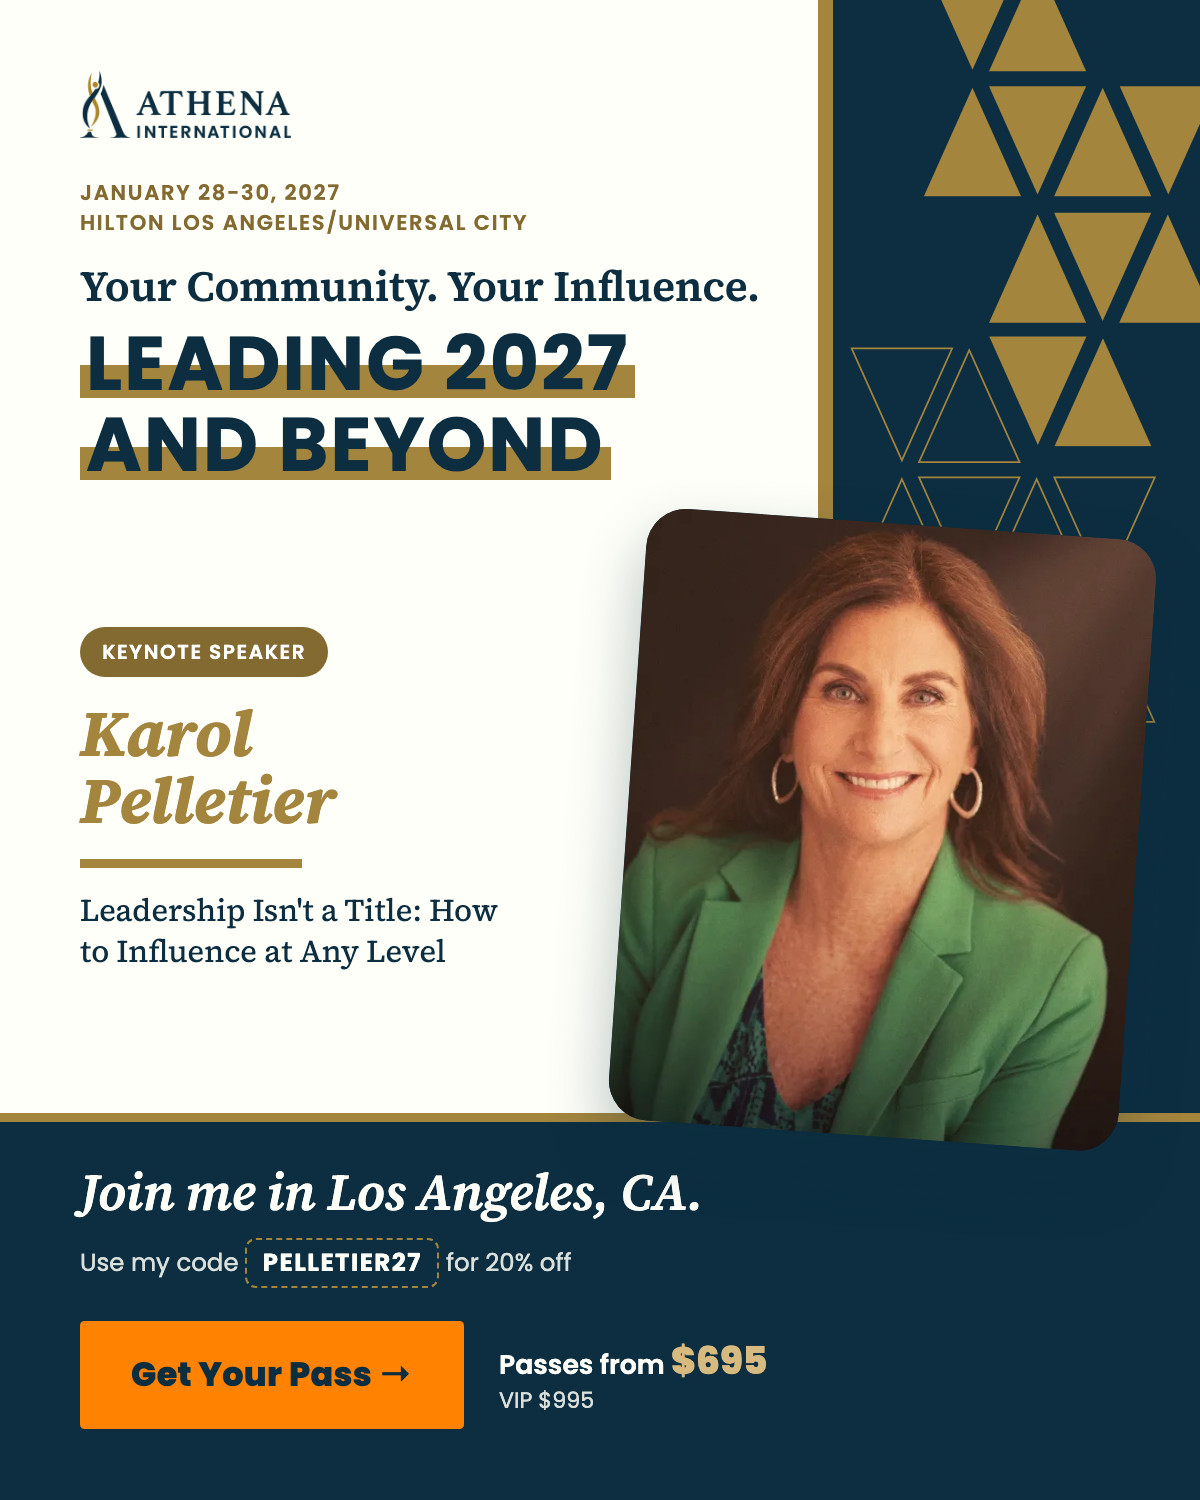 ATHENA
INTERNATIONAL
JANUARY 28-30, 2027
HILTON LOS ANGELES/UNIVERSAL CITY
Your Community. Your Influence.
LEADING 2027
AND BEYOND
KEYNOTE SPEAKER
Karol
Pelletier
Leadership Isn't a Title: How
to Influence at Any Level
Join me in Los Angeles, CA.
Use my code PELLETIER27 for 20% off
Get Your Pass →
Passes from $695
VIP $995